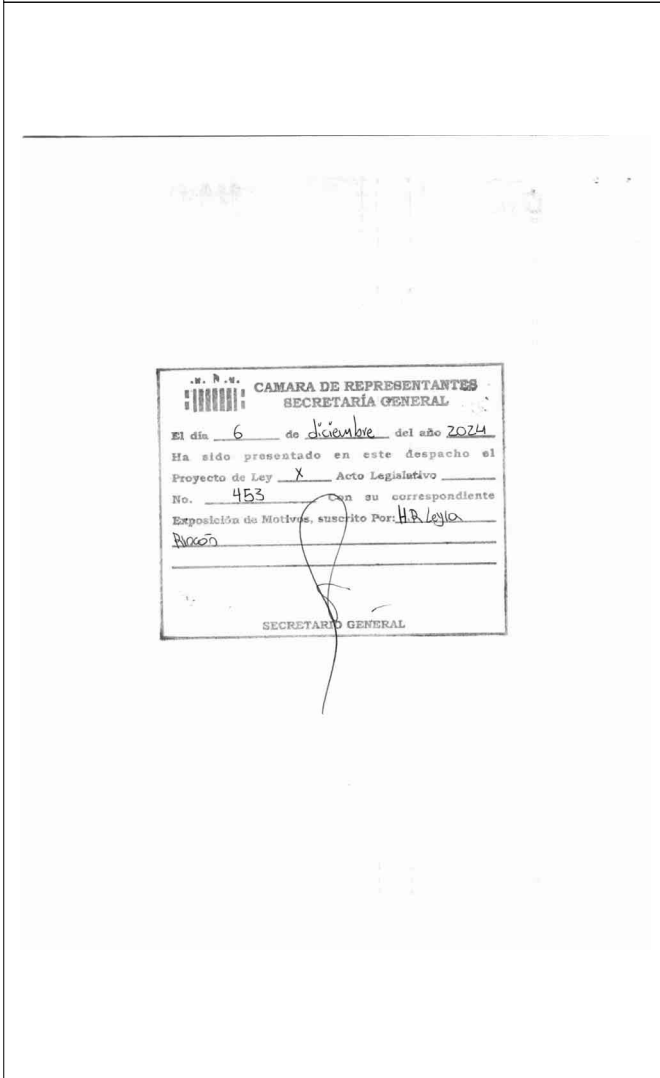 CAMARA DE REPRESENTANTES
SECRETARÍA GENERAL
El día 6 de diciembre del año 2024
Ha sido presentado en este despacho el
Proyecto de Ley X Acto Legislativo
No. 453 Con su correspondiente
Exposición de Motivos, suscrito Por: H.R Leyla
Rincón
SECRETARIO GENERAL